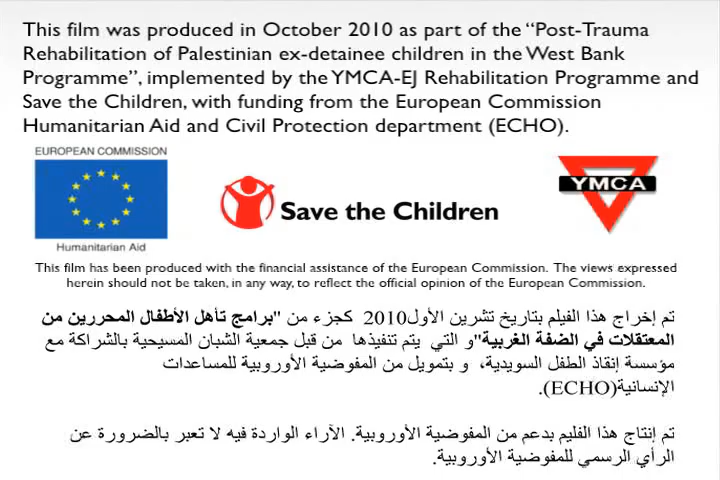 This film was produced in October 2010 as part of the “Post-Trauma
Rehabilitation of Palestinian ex-detainee children in the West Bank
Programme”, implemented by the YMCA-EJ Rehabilitation Programme and
Save the Children, with funding from the European Commission
Humanitarian Aid and Civil Protection department (ECHO).
EUROPEAN COMMISSION
Humanitarian Aid
Save the Children
YMCA
This film has been produced with the financial assistance of the European Commission. The views expressed
herein should not be taken, in any way, to reflect the official opinion of the European Commission.
تم إخراج هذا الفيلم بتاريخ تشرين الأول2010 كجزء من "برامج تأهل الأطفال المحررين من
المعتقلات في الضفة الغربية"و التي يتم تنفيذها من قبل جمعية الشبان المسيحية بالشراكة مع
مؤسسة إنقاذ الطفل السويدية، و بتمويل من المفوضية الأوروبية للمساعدات
الإنسانية(ECHO).
تم إنتاج هذا الفليم بدعم من المفوضية الأوروبية. الآراء الواردة فيه لا تعبر بالضرورة عن
الرأي الرسمي للمفوضية الأوروبية.